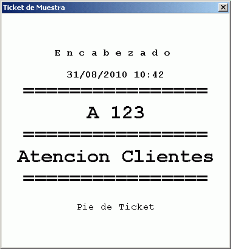 Ticket de Muestra
E n c a b e z a d o
31/08/2010 10:42
================
A 123
================
Atencion Clientes
================
Pie de Ticket